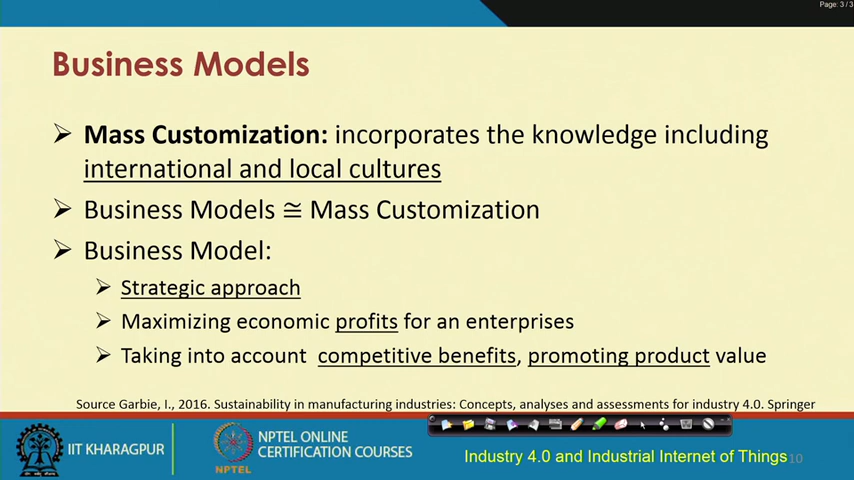 Page: 3 / 3
Business Models
➢ Mass Customization: incorporates the knowledge including
international and local cultures
➢ Business Models ≅ Mass Customization
➢ Business Model:
➢ Strategic approach
➢ Maximizing economic profits for an enterprises
➢ Taking into account competitive benefits, promoting product value
Source Garbie, I., 2016. Sustainability in manufacturing industries: Concepts, analyses and assessments for industry 4.0. Springer
IIT KHARAGPUR
NPTEL
NPTEL ONLINE
CERTIFICATION COURSES
Industry 4.0 and Industrial Internet of Things 10